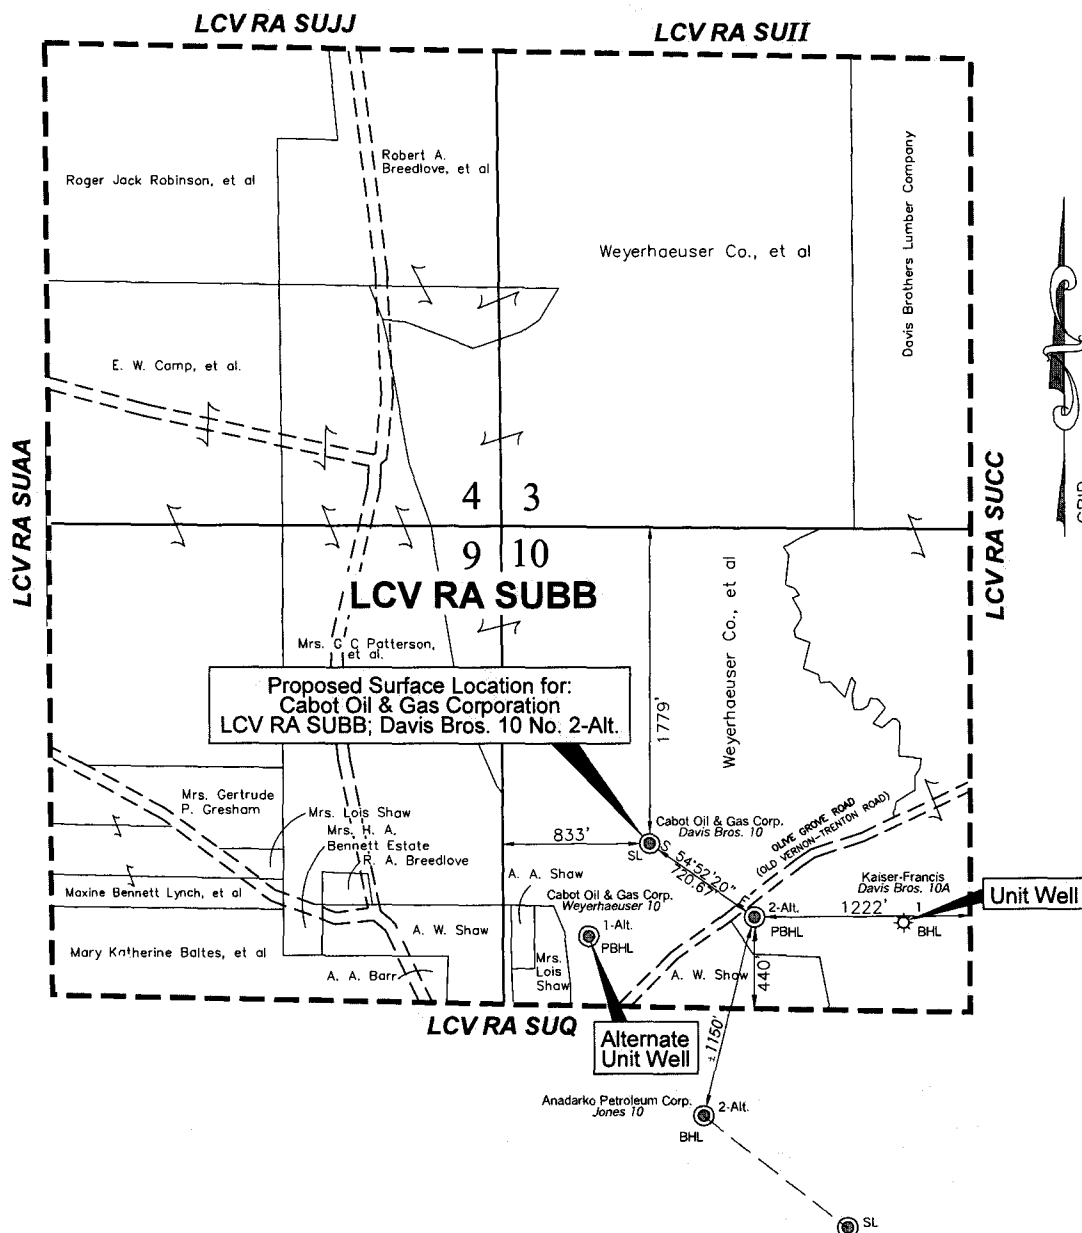 LCV RA SUJJ
LCV RA SUII
Roger Jack Robinson, et al
Robert A.
Breedlove, et al
Weyerhaeuser Co., et al
Davis Brothers Lumber Company
E. W. Camp, et al.
LCV RA SUAA
LCV RA SUCC
GRID
4
3
9
10
LCV RA SUBB
Mrs. G C Patterson,
et al.
Proposed Surface Location for:
Cabot Oil & Gas Corporation
LCV RA SUBB; Davis Bros. 10 No. 2-Alt.
1779'
Weyerhaeuser Co., et al
Mrs. Gertrude
P. Gresham
Mrs. Lois Shaw
Mrs. H. A.
Bennett Estate
R. A. Breedlove
833'
Cabot Oil & Gas Corp.
Davis Bros. 10
SL
S 54°52'20" E
720.67'
OLIVE GROVE ROAD
(OLD VERNON-TRENTON ROAD)
Kaiser-Francis
Davis Bros. 10A
Unit Well
Maxine Bennett Lynch, et al
A. A. Shaw
Cabot Oil & Gas Corp.
Weyerhaeuser 10
1-Alt.
PBHL
2-Alt.
PBHL
1222'
1
BHL
Mary Katherine Baltes, et al
A. W. Shaw
A. A. Barr
Mrs.
Lois
Shaw
A. W. Shaw
440'
LCV RA SUQ
Alternate
Unit Well
±1150'
Anadarko Petroleum Corp.
Jones 10
2-Alt.
BHL
SL